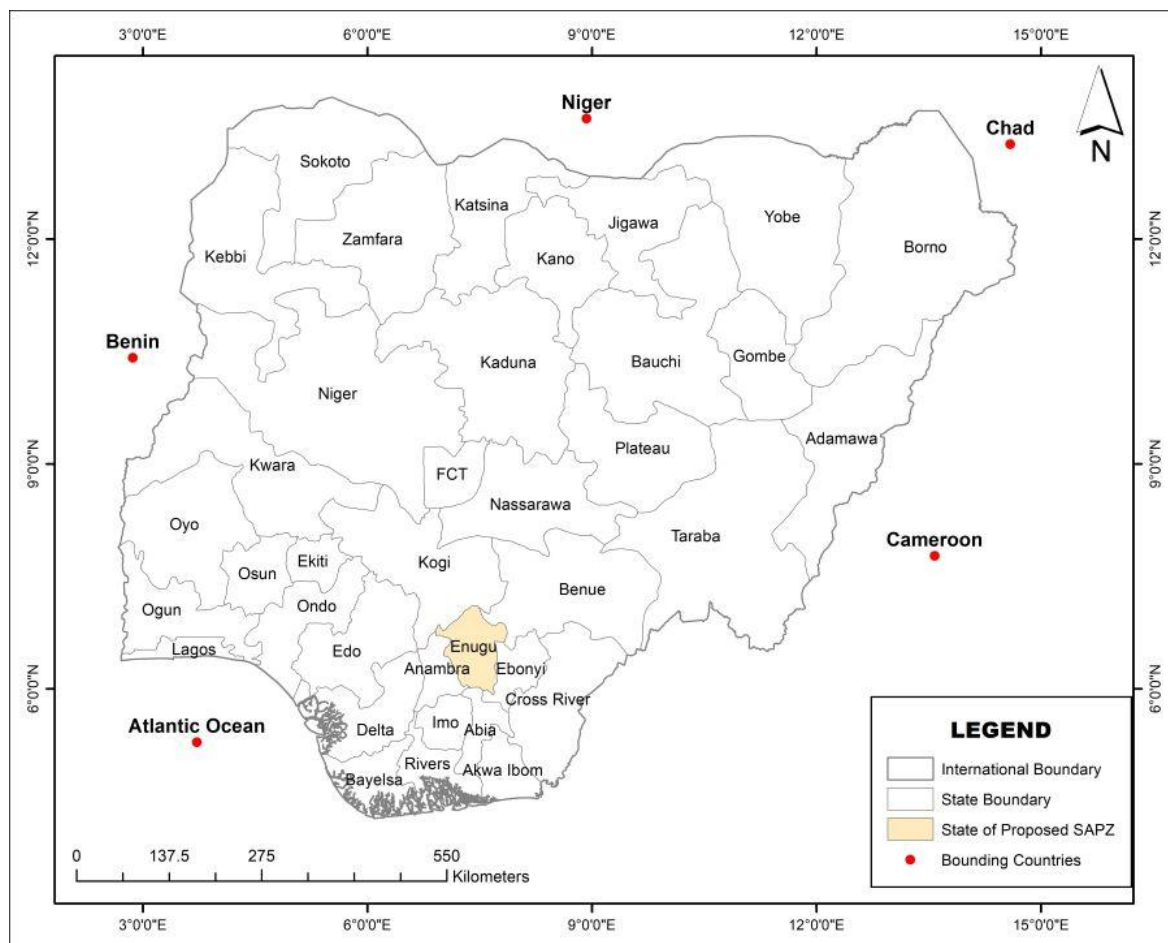 3°0'0"E 6°0'0"E 9°0'0"E 12°0'0"E 15°0'0"E
Niger
Chad
N
Sokoto
Katsina
Jigawa
Yobe
Zamfara
12°0'0"N
Kebbi
Kano
Borno
12°0'0"N
Benin
Kaduna
Bauchi
Gombe
Niger
Adamawa
Plateau
9°0'0"N
Kwara
FCT
9°0'0"N
Nassarawa
Oyo
Taraba
Cameroon
Osun
Ekiti
Kogi
Benue
Ogun
Ondo
Lagos
Edo
Enugu
Anambra
Ebonyi
6°0'0"N
Cross River
6°0'0"N
Atlantic Ocean
Delta
Imo
Abia
Rivers
Akwa Ibom
Bayelsa
LEGEND
International Boundary
State Boundary
State of Proposed SAPZ
Bounding Countries
0 137.5 275 550
Kilometers
3°0'0"E 6°0'0"E 9°0'0"E 12°0'0"E 15°0'0"E